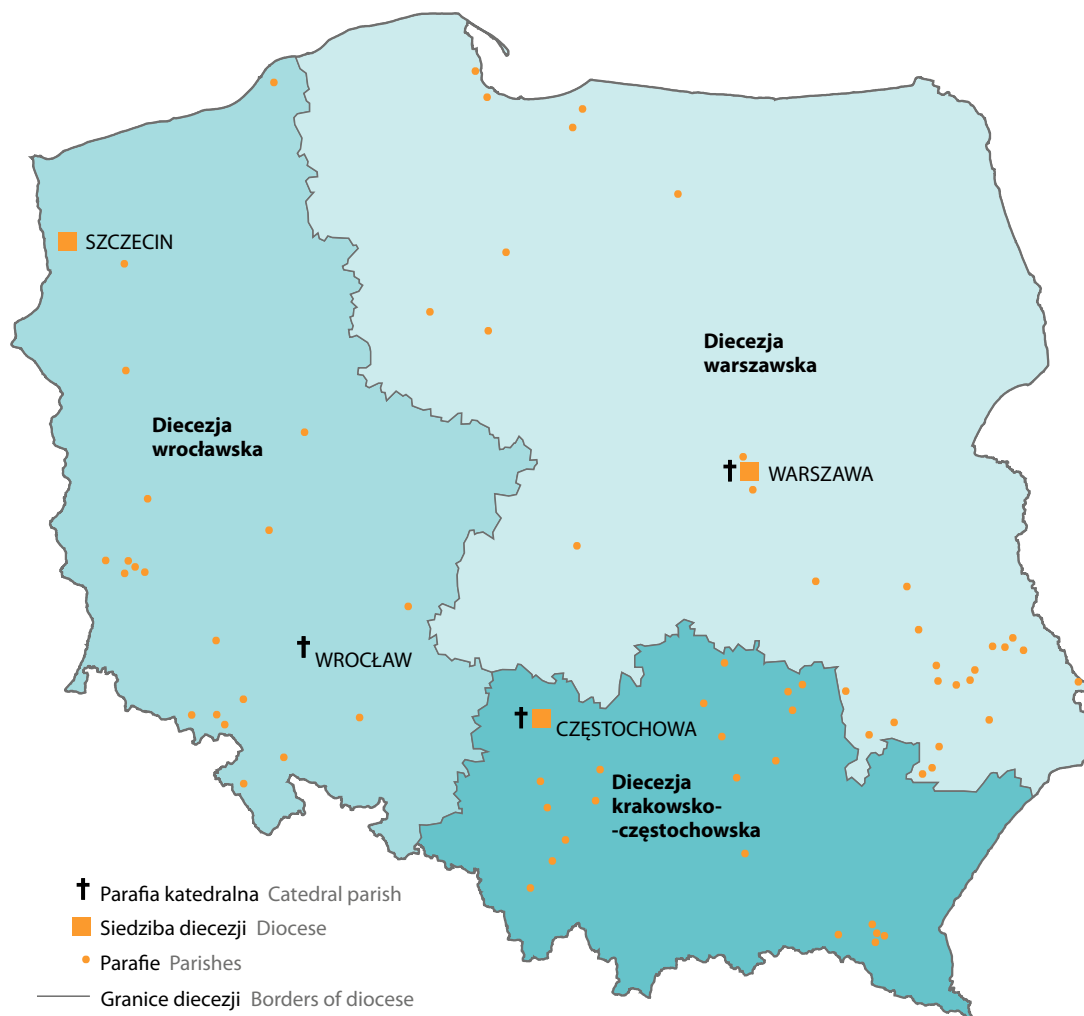 SZCZECIN
Diecezja
warszawska
Diecezja
wrocławska
WARSZAWA
WROCŁAW
CZĘSTOCHOWA
Diecezja
krakowsko-
-częstochowska
Parafia katedralna Catedral parish
Siedziba diecezji Diocese
Parafie Parishes
Granice diecezji Borders of diocese